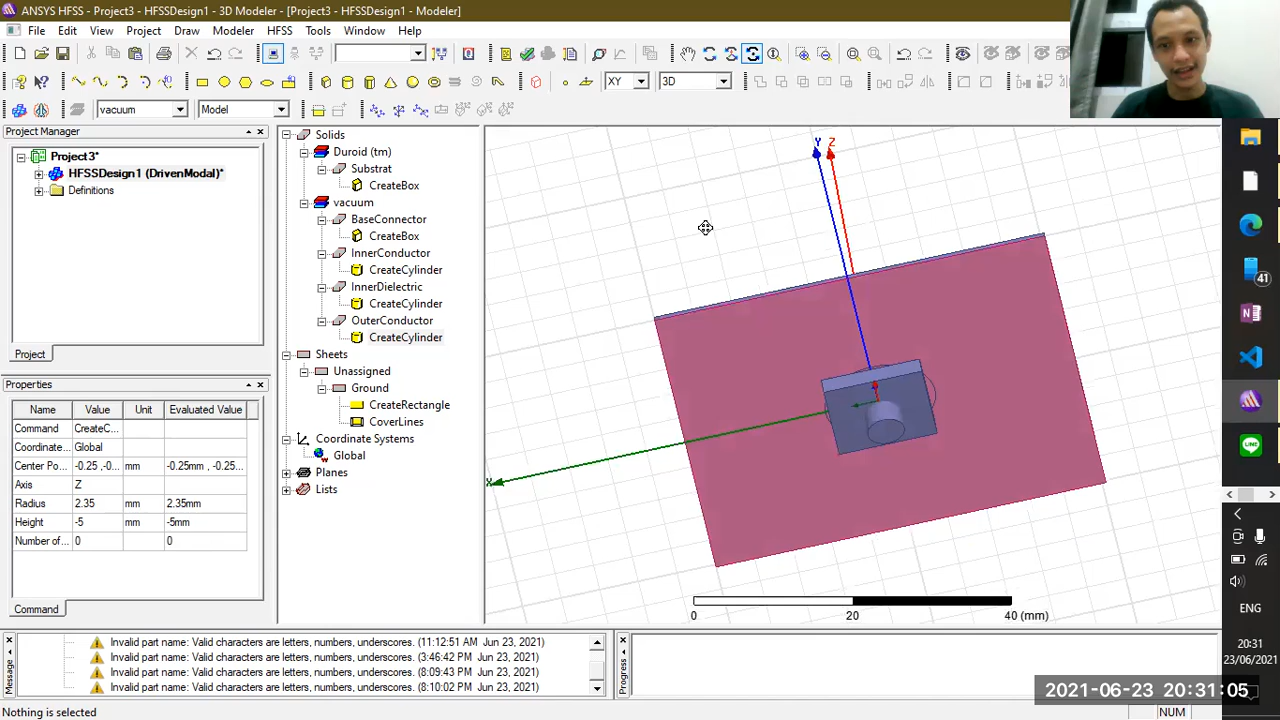 ANSYS HFSS - Project3 - HFSSDesign1 - 3D Modeler - [Project3 - HFSSDesign1 - Modeler]
File Edit View Project Draw Modeler HFSS Tools Window Help
XY 3D
vacuum Model
Project Manager
Project3*
HFSSDesign1 (DrivenModal)*
Definitions
Project
Properties
Name Value Unit Evaluated Value
Command CreateC...
Coordinate... Global
Center Po... -0.25 ,-0... mm -0.25mm , -0.25...
Axis Z
Radius 2.35 mm 2.35mm
Height -5 mm -5mm
Number of... 0 0
Command
Solids
Duroid (tm)
Substrat
CreateBox
vacuum
BaseConnector
CreateBox
InnerConductor
CreateCylinder
InnerDielectric
CreateCylinder
OuterConductor
CreateCylinder
Sheets
Unassigned
Ground
CreateRectangle
CoverLines
Coordinate Systems
Global
Planes
Lists
Y Z
X
0 20 40 (mm)
Message
Invalid part name: Valid characters are letters, numbers, underscores. (11:12:51 AM Jun 23, 2021)
Invalid part name: Valid characters are letters, numbers, underscores. (3:46:42 PM Jun 23, 2021)
Invalid part name: Valid characters are letters, numbers, underscores. (8:09:43 PM Jun 23, 2021)
Invalid part name: Valid characters are letters, numbers, underscores. (8:10:02 PM Jun 23, 2021)
Progress
Nothing is selected
NUM
41
ENG
20:31
23/06/2021
2021-06-23 20:31:05